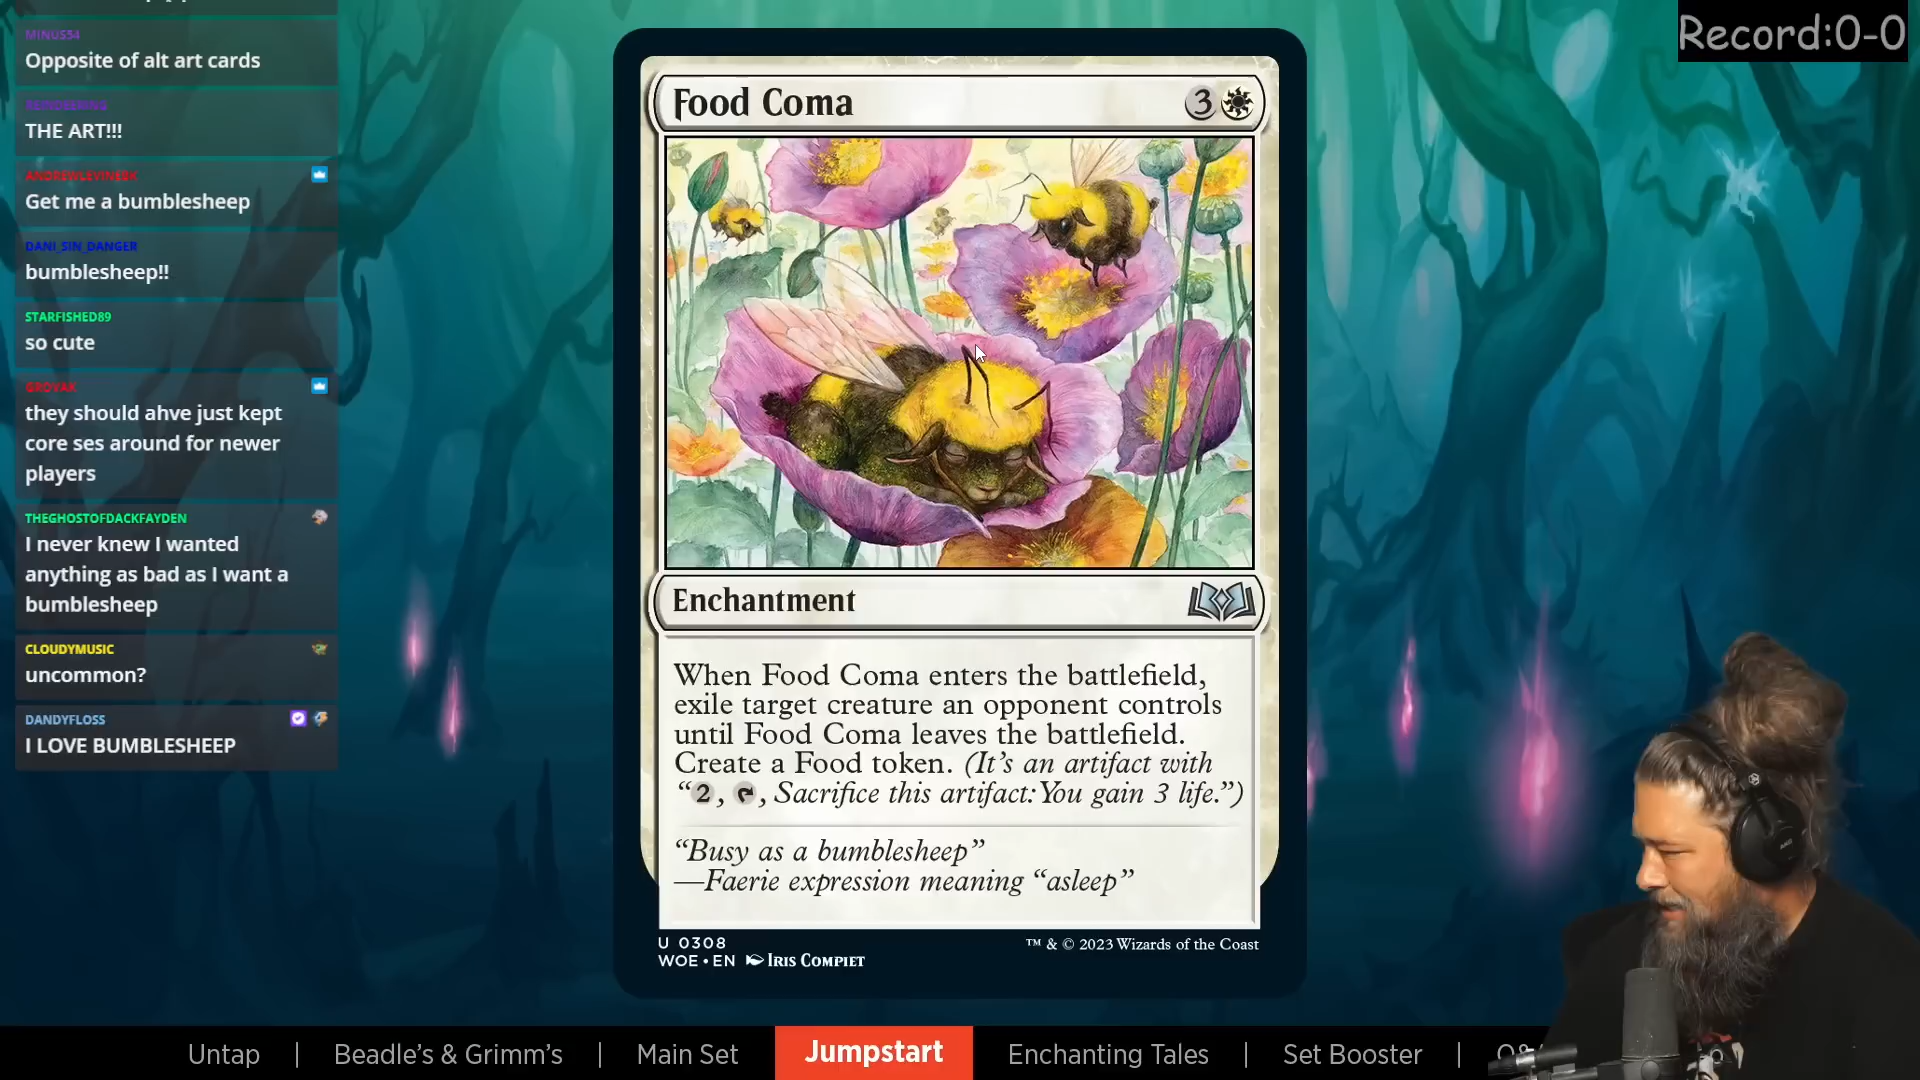 MINUS54
Opposite of alt art cards
THE ART!!!
ANDREWLEVINESK
Get me a bumblesheep
DANI_SIN_DANGER
bumblesheep!!
STARFISHED89
so cute
GROVAK
they should ahve just kept
core ses around for newer
players
THEGHOSTOFDACKFAYDEN
I never knew I wanted
anything as bad as I want a
bumblesheep
CLOUDYMUSIC
uncommon?
DANDYFLOSS
I LOVE BUMBLESHEEP
Record:0-0
Food Coma 3
Enchantment
When Food Coma enters the battlefield,
exile target creature an opponent controls
until Food Coma leaves the battlefield.
Create a Food token. (It's an artifact with
“2, , Sacrifice this artifact: You gain 3 life.”)
“Busy as a bumblesheep”
—Faerie expression meaning “asleep”
U 0308
WOE • EN IRIS COMPIET
™ & © 2023 Wizards of the Coast
Untap | Beadle's & Grimm's | Main Set Jumpstart Enchanting Tales | Set Booster |